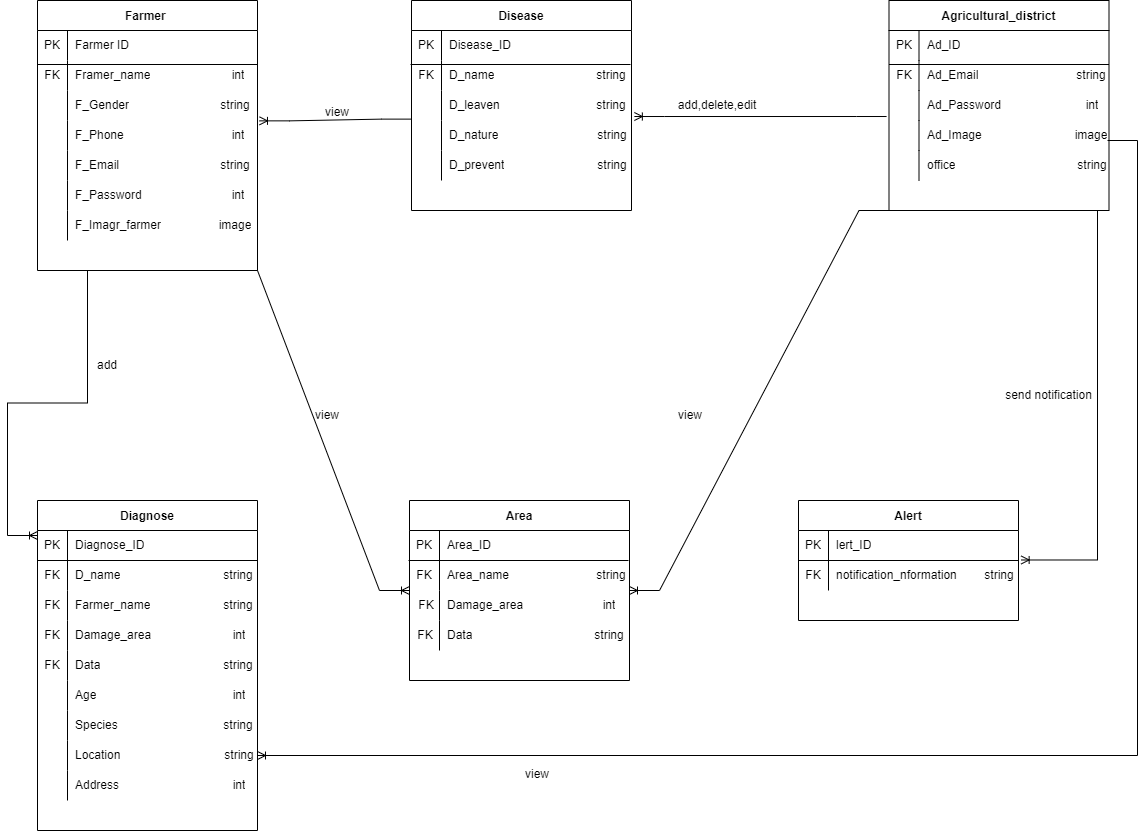 Farmer
PK Farmer ID
FK Framer_name int
F_Gender string
F_Phone int
F_Email string
F_Password int
F_Imagr_farmer image
view
Disease
PK Disease_ID
FK D_name string
D_leaven string
D_nature string
D_prevent string
add,delete,edit
Agricultural_district
PK Ad_ID
FK Ad_Email string
Ad_Password int
Ad_Image image
office string
add
view
view
send notification
Diagnose
PK Diagnose_ID
FK D_name string
FK Farmer_name string
FK Damage_area int
FK Data string
Age int
Species string
Location string
Address int
Area
PK Area_ID
FK Area_name string
FK Damage_area int
FK Data string
Alert
PK lert_ID
FK notification_nformation string
view